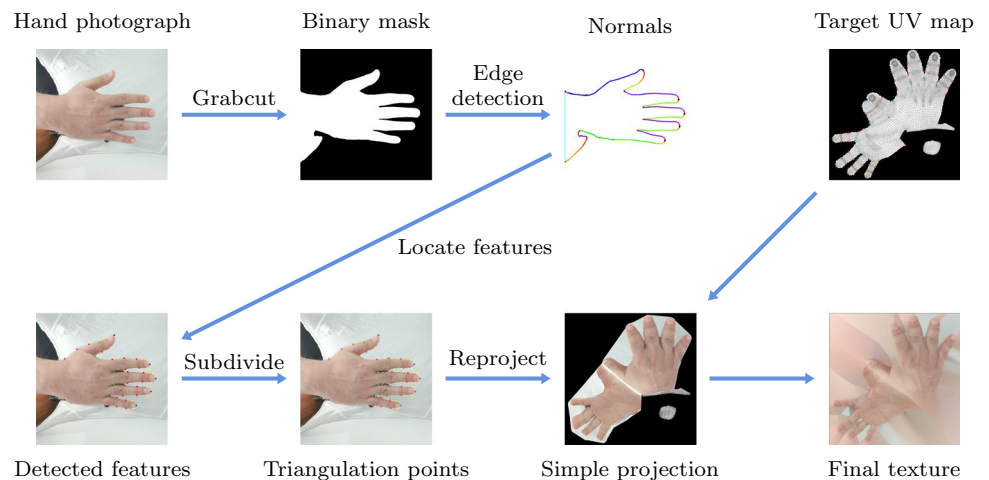 Hand photograph
Binary mask
Normals
Target UV map
Grabcut
Edge
detection
Locate features
Subdivide
Reproject
Detected features
Triangulation points
Simple projection
Final texture